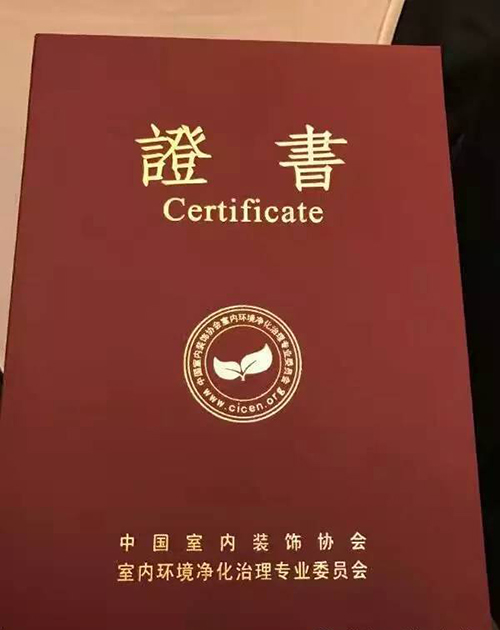 證書
Certificate
中国室内装饰协会室内环境净化治理专业委员会
www.cicen.org
中国室内装饰协会
室内环境净化治理专业委员会